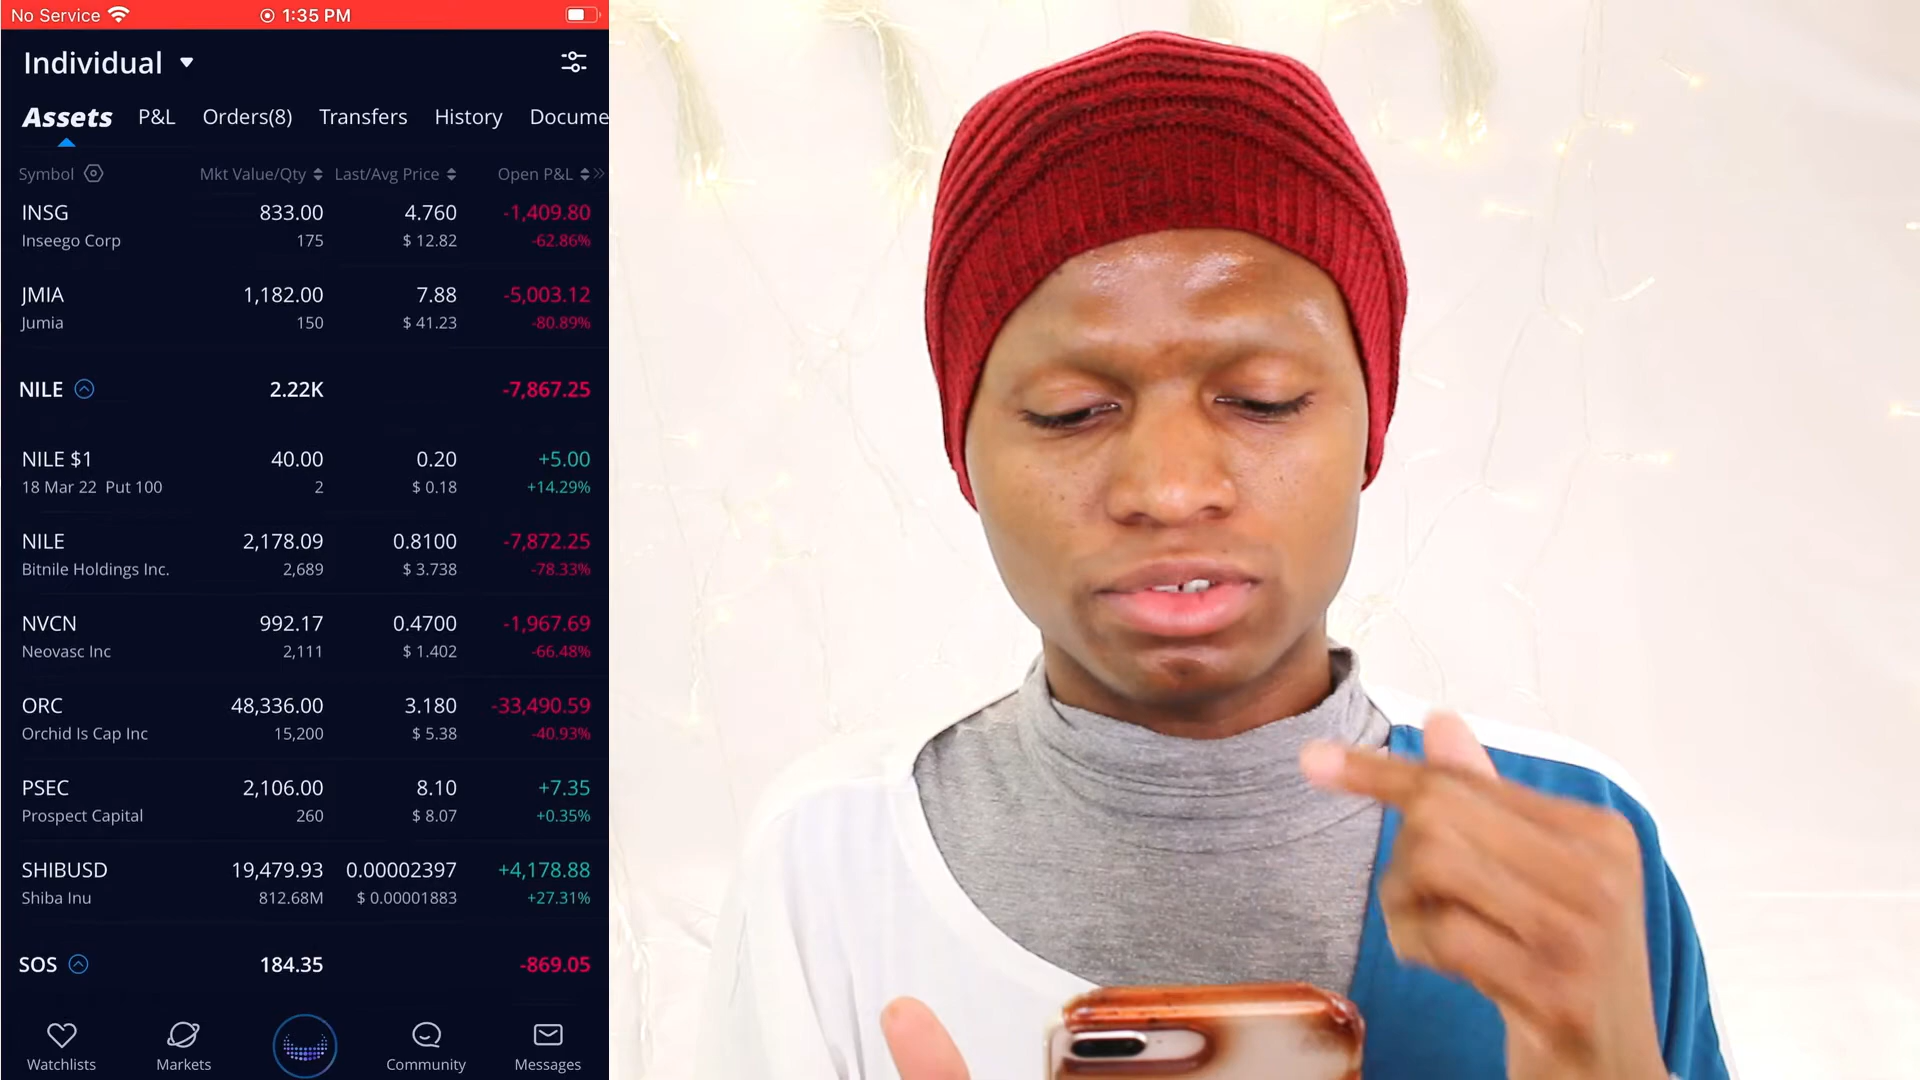 No Service 1:35 PM
Individual
Assets P&L Orders(8) Transfers History Docume
Symbol Mkt Value/Qty Last/Avg Price Open P&L
INSG 833.00 4.760 -1,409.80
Inseego Corp 175 $ 12.82 -62.86%
JMIA 1,182.00 7.88 -5,003.12
Jumia 150 $ 41.23 -80.89%
NILE 2.22K -7,867.25
NILE $1 40.00 0.20 +5.00
18 Mar 22 Put 100 2 $ 0.18 +14.29%
NILE 2,178.09 0.8100 -7,872.25
Bitnile Holdings Inc. 2,689 $ 3.738 -78.33%
NVCN 992.17 0.4700 -1,967.69
Neovasc Inc 2,111 $ 1.402 -66.48%
ORC 48,336.00 3.180 -33,490.59
Orchid Is Cap Inc 15,200 $ 5.38 -40.93%
PSEC 2,106.00 8.10 +7.35
Prospect Capital 260 $ 8.07 +0.35%
SHIBUSD 19,479.93 0.00002397 +4,178.88
Shiba Inu 812.68M $ 0.00001883 +27.31%
SOS 184.35 -869.05
Watchlists Markets Community Messages